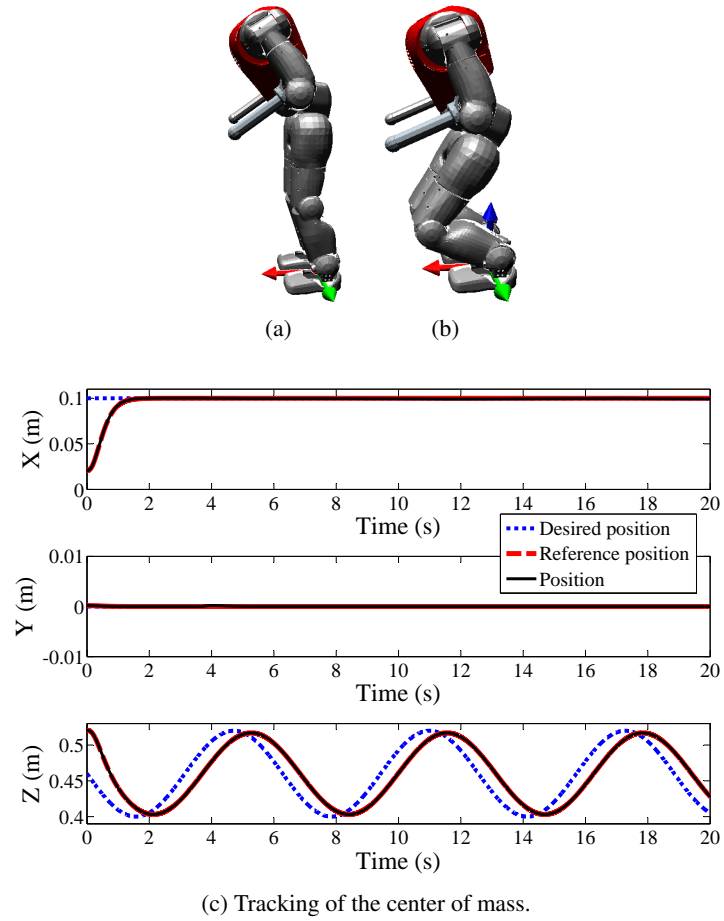 (a) (b)
0.1
0.05
0
X (m)
0 2 4 6 8 10 12 14 16 18 20
Time (s)
Desired position
Reference position
Position
0.01
0
-0.01
Y (m)
0 2 4 6 8 10 12 14 16 18 20
Time (s)
0.5
0.45
0.4
Z (m)
0 2 4 6 8 10 12 14 16 18 20
Time (s)
(c) Tracking of the center of mass.